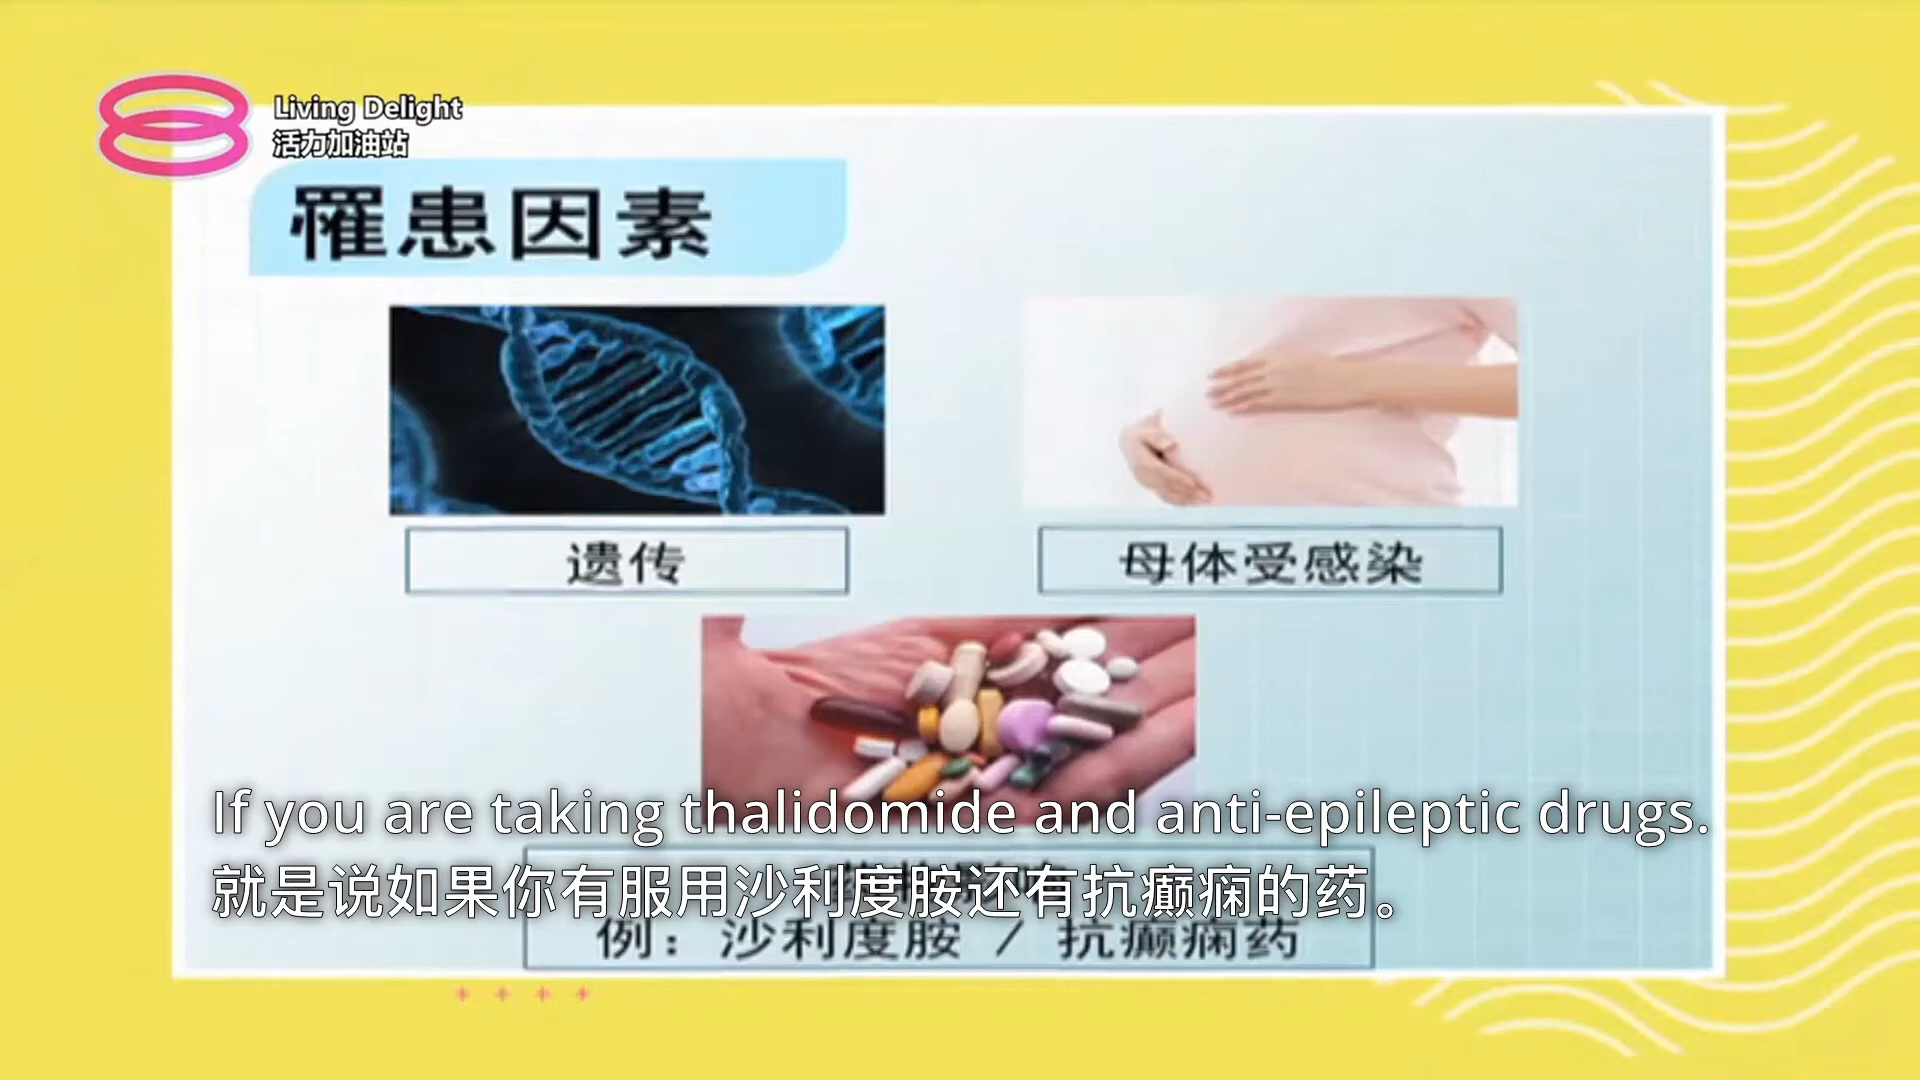 Living Delight
活力加油站
罹患因素
遗传
母体受感染
If you are taking thalidomide and anti-epileptic drugs.
就是说如果你有服用沙利度胺还有抗癫痫的药。
例：沙利度胺 / 抗癫痫药